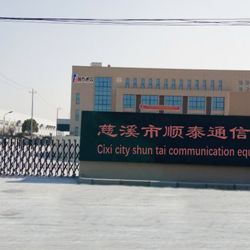 慈溪市顺泰通信
Cixi city shun tai communication equ